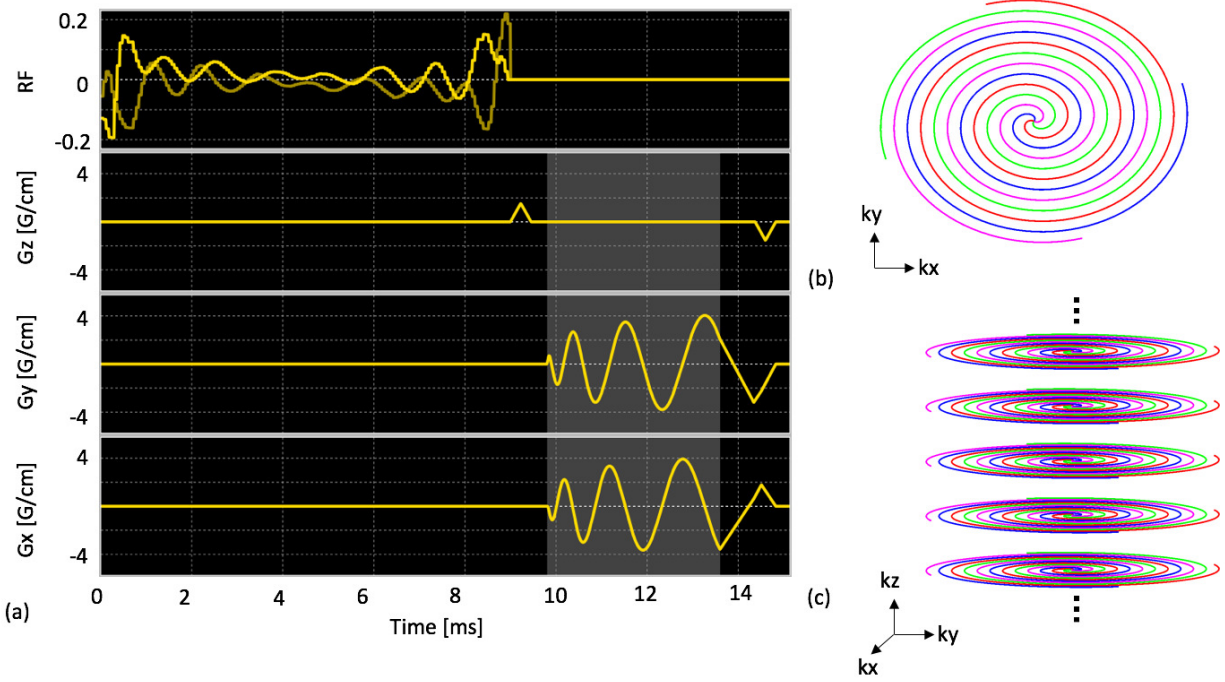 0.2
0
-0.2
RF
4
-4
Gz [G/cm]
4
-4
Gy [G/cm]
4
-4
Gx [G/cm]
0 2 4 6 8 10 12 14
Time [ms]
(a)
ky
kx
(b)
kz
ky
kx
(c)